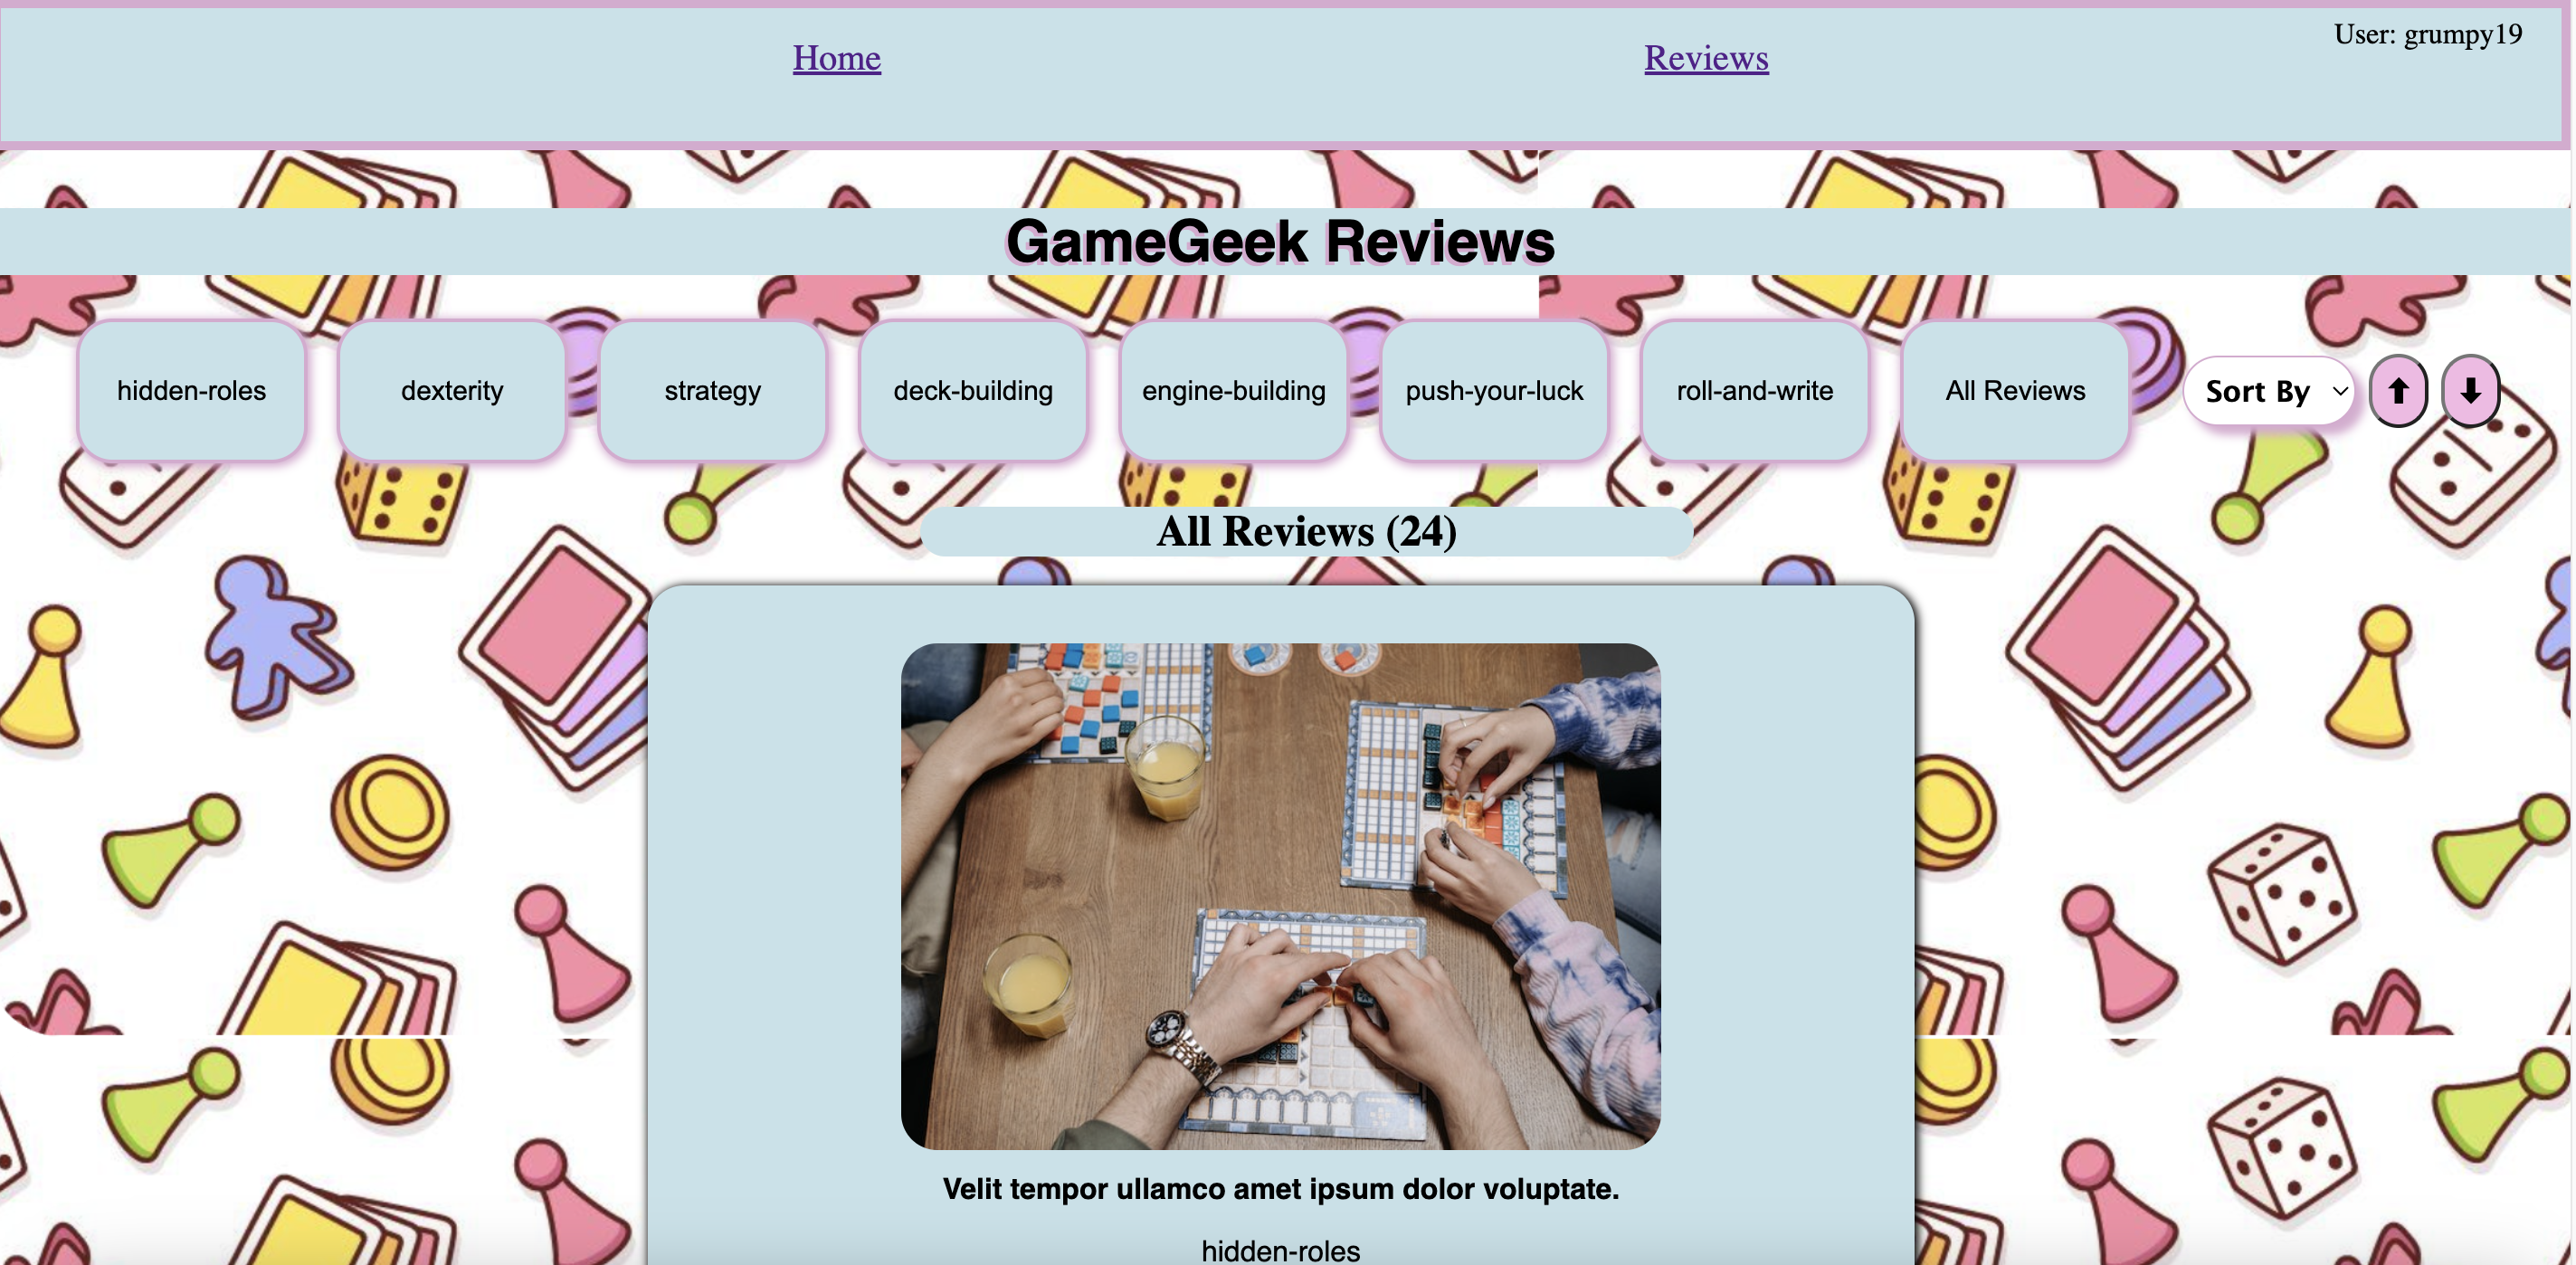 Home
Reviews
User: grumpy19
GameGeek Reviews
hidden-roles
dexterity
strategy
deck-building
engine-building
push-your-luck
roll-and-write
All Reviews
Sort By
All Reviews (24)
Velit tempor ullamco amet ipsum dolor voluptate.
hidden-roles